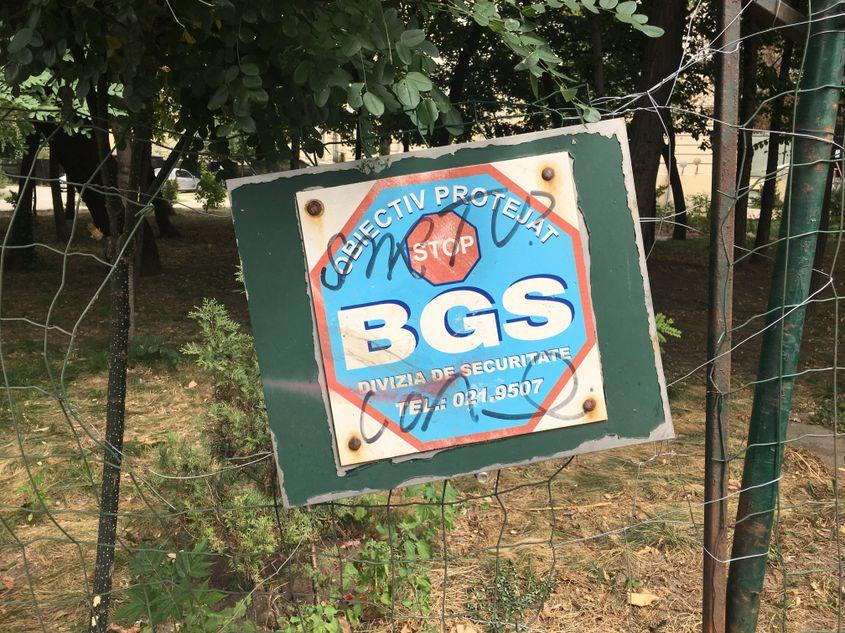 OBIECTIV PROTEJAT
STOP
BGS
DIVIZIA DE SECURITATE
TEL.: 021.9507